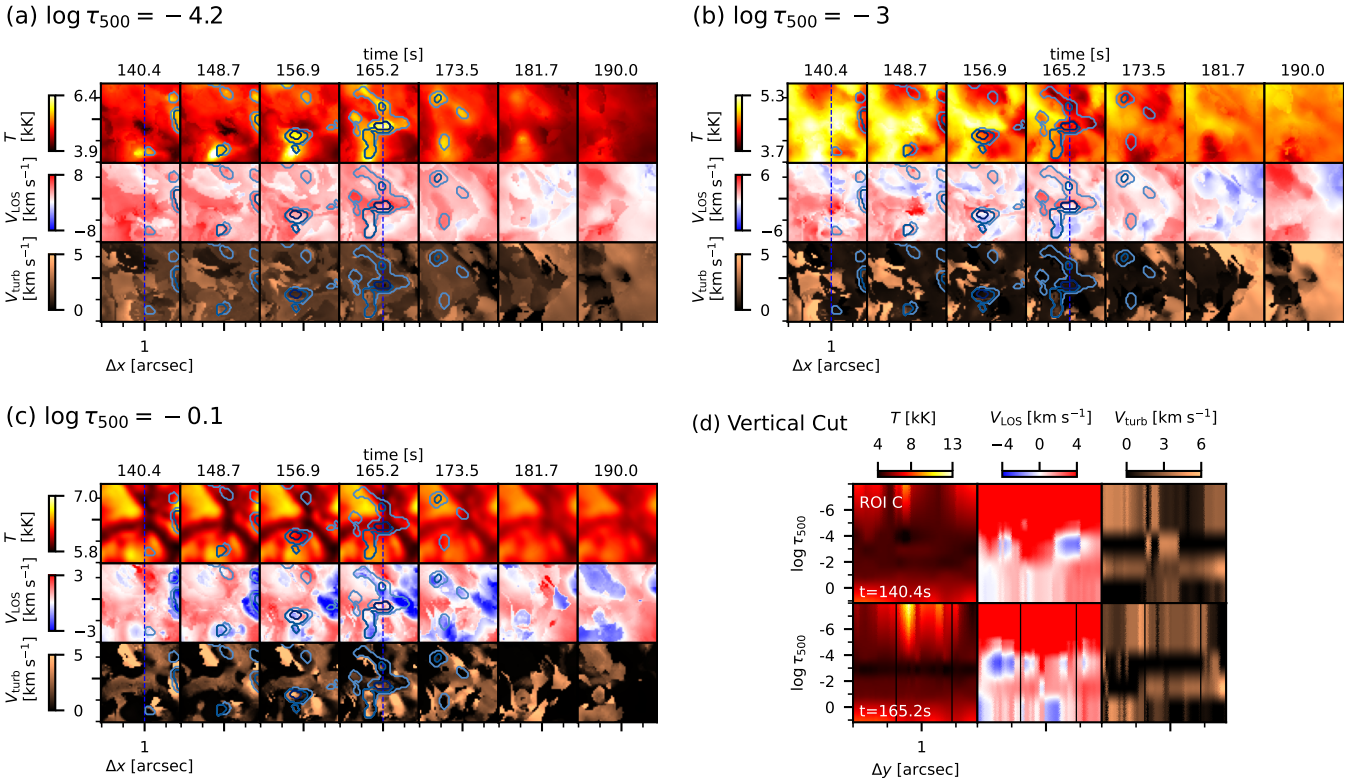 (a) log τ500 = −4.2
time [s]
140.4 148.7 156.9 165.2 173.5 181.7 190.0
6.4
3.9
T [kK]
8
−8
VLOS [km s−1]
5
0
Vturb [km s−1]
1
Δx [arcsec]
(b) log τ500 = −3
time [s]
140.4 148.7 156.9 165.2 173.5 181.7 190.0
5.3
3.7
T [kK]
6
−6
VLOS [km s−1]
5
0
Vturb [km s−1]
1
Δx [arcsec]
(c) log τ500 = −0.1
time [s]
140.4 148.7 156.9 165.2 173.5 181.7 190.0
7.0
5.8
T [kK]
3
−3
VLOS [km s−1]
5
0
Vturb [km s−1]
1
Δx [arcsec]
(d) Vertical Cut
T [kK] VLOS [km s−1] Vturb [km s−1]
4 8 13 −4 0 4 0 3 6
ROI C
t=140.4s
-6
-4
-2
0
log τ500
t=165.2s
-6
-4
-2
0
log τ500
1
Δy [arcsec]